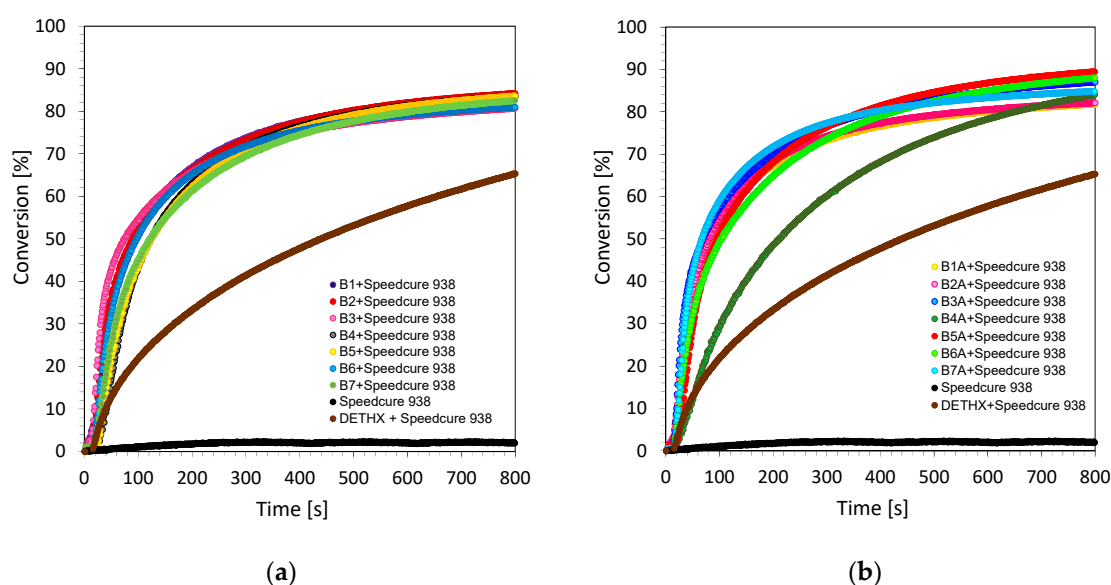 100
90
80
70
60
50
40
30
20
10
0
Conversion [%]
B1+Speedcure 938
B2+Speedcure 938
B3+Speedcure 938
B4+Speedcure 938
B5+Speedcure 938
B6+Speedcure 938
B7+Speedcure 938
Speedcure 938
DETHX + Speedcure 938
0 100 200 300 400 500 600 700 800
Time [s]
(a)
100
90
80
70
60
50
40
30
20
10
0
Conversion [%]
B1A+Speedcure 938
B2A+Speedcure 938
B3A+Speedcure 938
B4A+Speedcure 938
B5A+Speedcure 938
B6A+Speedcure 938
B7A+Speedcure 938
Speedcure 938
DETHX+Speedcure 938
0 100 200 300 400 500 600 700 800
Time [s]
(b)